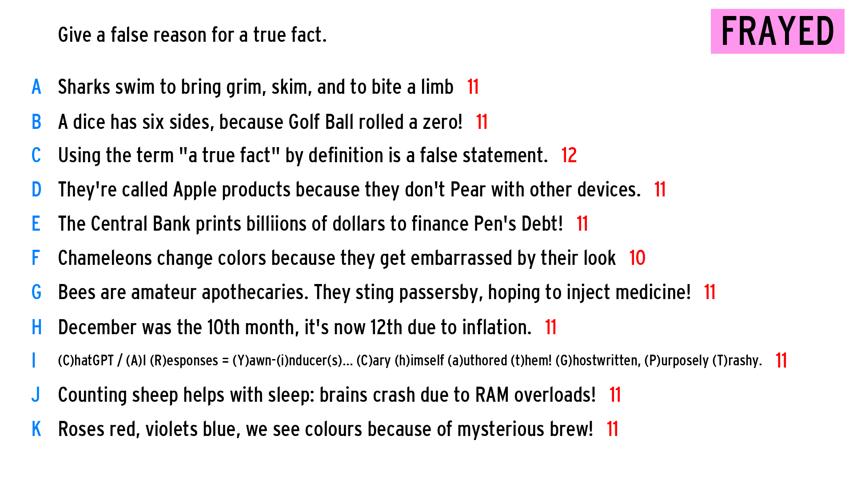 Give a false reason for a true fact.
FRAYED
A Sharks swim to bring grim, skim, and to bite a limb 11
B A dice has six sides, because Golf Ball rolled a zero! 11
C Using the term "a true fact" by definition is a false statement. 12
D They're called Apple products because they don't Pear with other devices. 11
E The Central Bank prints billiions of dollars to finance Pen's Debt! 11
F Chameleons change colors because they get embarrassed by their look 10
G Bees are amateur apothecaries. They sting passersby, hoping to inject medicine! 11
H December was the 10th month, it's now 12th due to inflation. 11
I (C)hatGPT / (A)I (R)esponses = (Y)awn-(i)nducer(s)... (C)ary (h)imself (a)uthored (t)hem! (G)hostwritten, (P)urposely (T)rashy. 11
J Counting sheep helps with sleep: brains crash due to RAM overloads! 11
K Roses red, violets blue, we see colours because of mysterious brew! 11